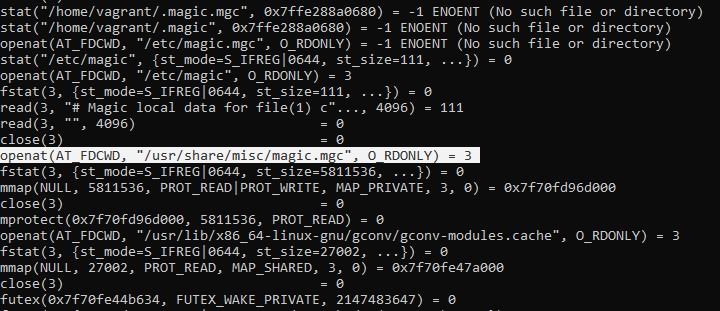 stat("/home/vagrant/.magic.mgc", 0x7ffe288a0680) = -1 ENOENT (No such file or directory)
stat("/home/vagrant/.magic", 0x7ffe288a0680) = -1 ENOENT (No such file or directory)
openat(AT_FDCWD, "/etc/magic.mgc", O_RDONLY) = -1 ENOENT (No such file or directory)
stat("/etc/magic", {st_mode=S_IFREG|0644, st_size=111, ...}) = 0
openat(AT_FDCWD, "/etc/magic", O_RDONLY) = 3
fstat(3, {st_mode=S_IFREG|0644, st_size=111, ...}) = 0
read(3, "# Magic local data for file(1) c"..., 4096) = 111
read(3, "", 4096)                       = 0
close(3)                                = 0
openat(AT_FDCWD, "/usr/share/misc/magic.mgc", O_RDONLY) = 3
fstat(3, {st_mode=S_IFREG|0644, st_size=5811536, ...}) = 0
mmap(NULL, 5811536, PROT_READ|PROT_WRITE, MAP_PRIVATE, 3, 0) = 0x7f70fd96d000
close(3)                                = 0
mprotect(0x7f70fd96d000, 5811536, PROT_READ) = 0
openat(AT_FDCWD, "/usr/lib/x86_64-linux-gnu/gconv/gconv-modules.cache", O_RDONLY) = 3
fstat(3, {st_mode=S_IFREG|0644, st_size=27002, ...}) = 0
mmap(NULL, 27002, PROT_READ, MAP_SHARED, 3, 0) = 0x7f70fe47a000
close(3)                                = 0
futex(0x7f70fe44b634, FUTEX_WAKE_PRIVATE, 2147483647) = 0